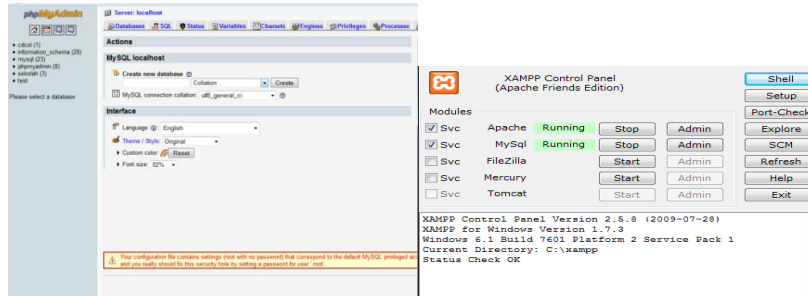 phpMyAdmin
cdcol (1)
information_schema (28)
mysql (23)
phpmyadmin (8)
sekolah (3)
test
Please select a database
Server: localhost
Databases SQL Status Variables Charsets Engines Privileges Processes
Actions
MySQL localhost
Create new database
Collation Create
MySQL connection collation: utf8_general_ci
Interface
Language English
Theme / Style: Original
Custom color: Reset
Font size: 82%
Your configuration file contains settings (root with no password) that correspond to the default MySQL privileged acc
and you really should fix this security hole by setting a password for user 'root'.
XAMPP Control Panel
(Apache Friends Edition)
Shell
Setup
Modules Port-Check
Svc Apache Running Stop Admin Explore
Svc MySql Running Stop Admin SCM
Svc FileZilla Start Admin Refresh
Svc Mercury Start Admin Help
Svc Tomcat Start Admin Exit
XAMPP Control Panel Version 2.5.8 (2009-07-28)
XAMPP for Windows Version 1.7.3
Windows 6.1 Build 7601 Platform 2 Service Pack 1
Current Directory: C:\xampp
Status Check OK